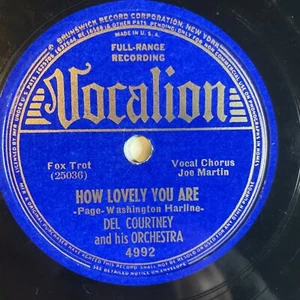 BRUNSWICK RECORD CORPORATION, NEW YORK
MADE IN U.S.A.
FULL-RANGE
RECORDING
Vocalion
Fox Trot
(25036)
Vocal Chorus
Joe Martin
HOW LOVELY YOU ARE
-Page-Washington Harline-
DEL COURTNEY
and his ORCHESTRA
4992